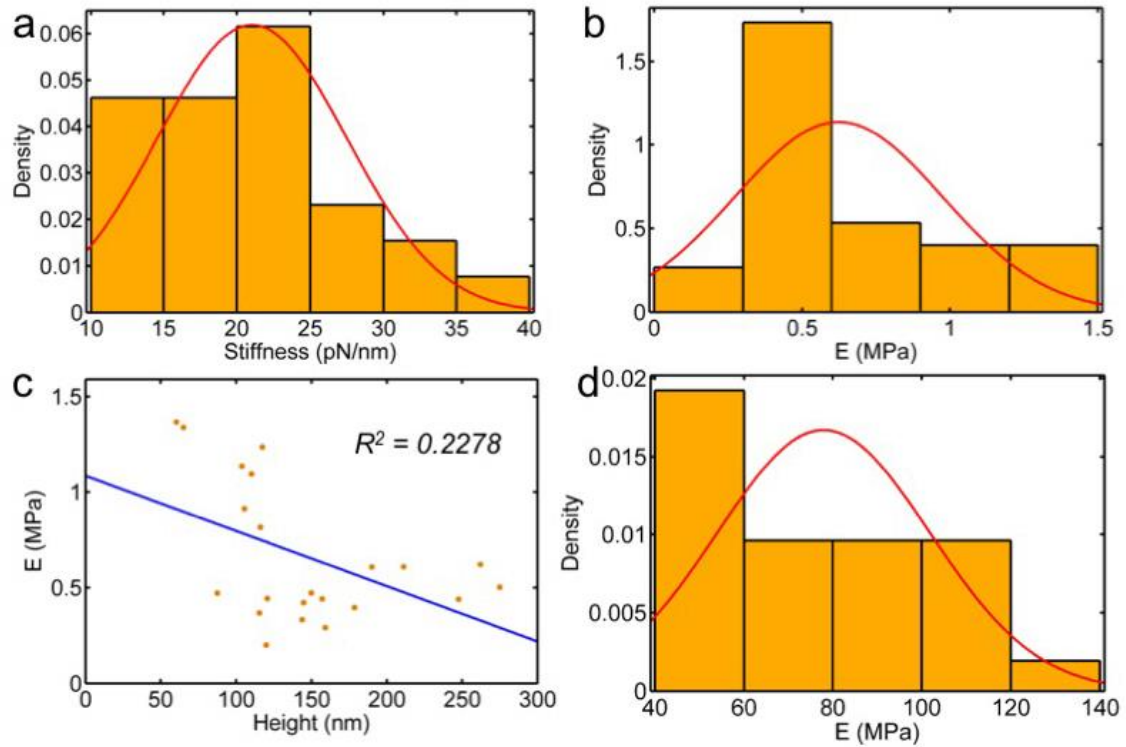 a
0.06
0.05
0.04
0.03
0.02
0.01
0
Density
10 15 20 25 30 35 40
Stiffness (pN/nm)
b
1.5
1
0.5
0
Density
0 0.5 1 1.5
E (MPa)
c
1.5
1
0.5
0
E (MPa)
R² = 0.2278
0 50 100 150 200 250 300
Height (nm)
d
0.02
0.015
0.01
0.005
0
Density
40 60 80 100 120 140
E (MPa)